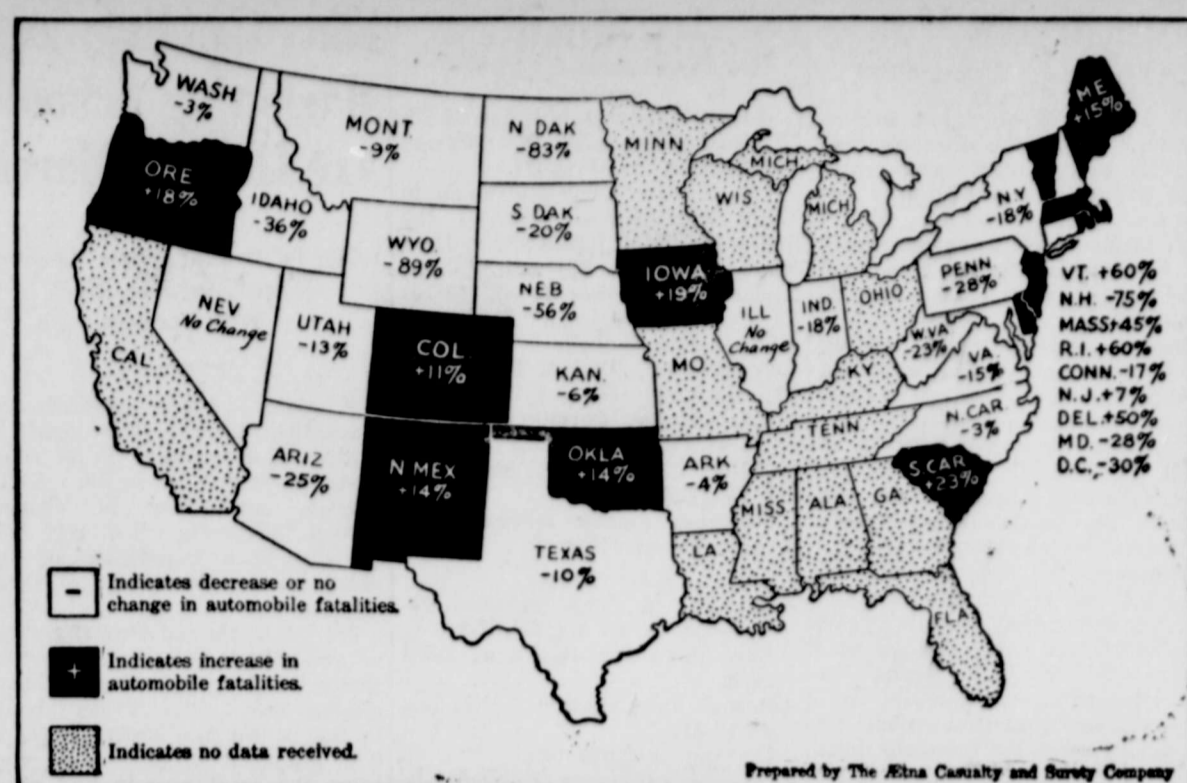 WASH
-3%
ORE
+18%
CAL
NEV
No Change
IDAHO
-36%
MONT.
-9%
WYO.
-89%
UTAH
-13%
ARIZ
-25%
COL
+11%
N MEX
+14%
N DAK
-83%
S DAK
-20%
NEB
-56%
KAN.
-6%
OKLA
+14%
TEXAS
-10%
MINN
IOWA
+19%
MO
ARK
-4%
LA
WIS
MICH
MICH
ILL
No
Change
IND.
-18%
OHIO
KY
TENN
MISS
ALA
GA
FLA
S.CAR
+23%
N.CAR
-3%
VA.
-15%
W.VA
-23%
PENN
-28%
N.Y
-18%
ME
+15%
VT. +60%
N.H. -75%
MASS+45%
R.I. +60%
CONN.-17%
N.J.+7%
DEL.+50%
M.D. -28%
D.C.,-30%
- Indicates decrease or no
change in automobile fatalities.
+ Indicates increase in
automobile fatalities.
Indicates no data received.
Prepared by The Ætna Casualty and Surety Company